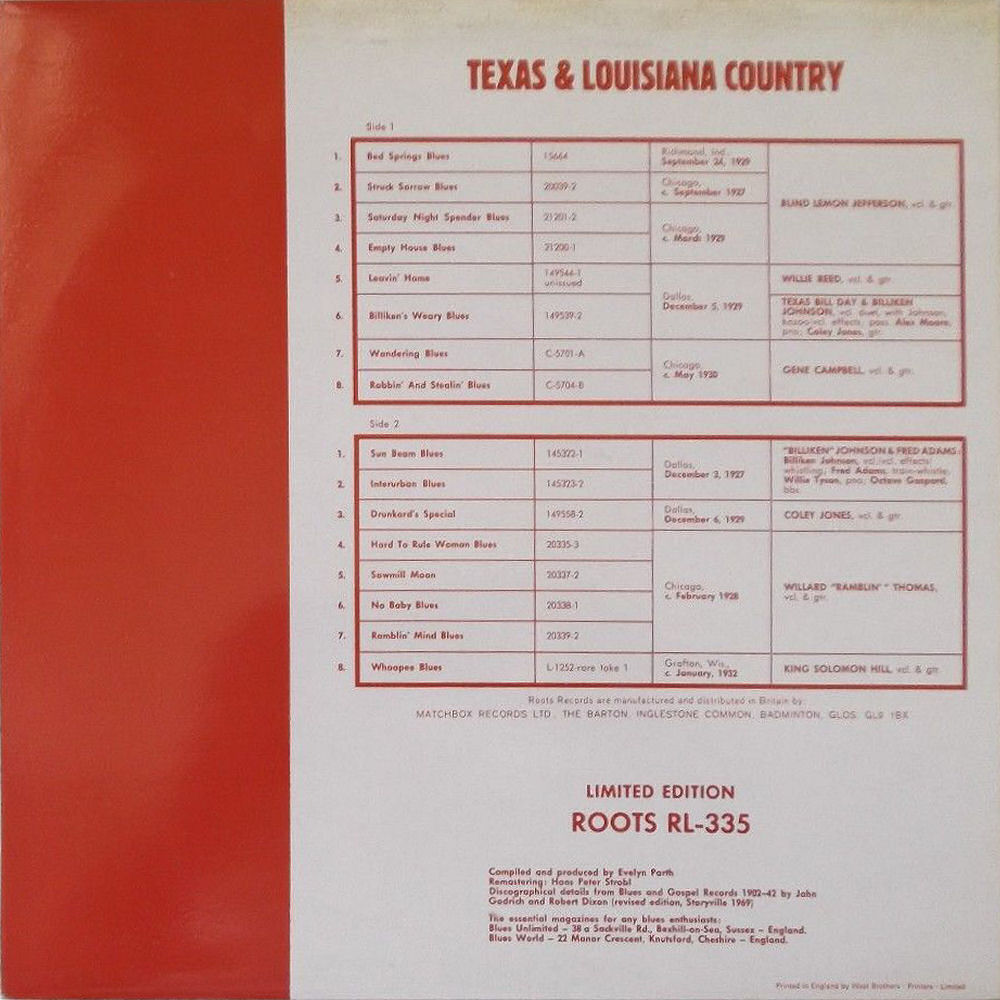 TEXAS & LOUISIANA COUNTRY
Side 1
1. Bed Springs Blues 15664 Richmond, Ind.,
September 24, 1929
2. Struck Sorrow Blues 20039-2 Chicago,
c. September 1927
BLIND LEMON JEFFERSON, vcl. & gtr.
3. Saturday Night Spender Blues 21201-2
Chicago,
c. March 1929
4. Empty House Blues 21200-1
5. Leavin' Home 149544-1
unissued
WILLIE REED, vcl. & gtr.
Dallas,
December 5, 1929
6. Billiken's Weary Blues 149539-2
TEXAS BILL DAY & BILLIKEN
JOHNSON, vcl. duet, with Johnson,
kazoo/vcl. effects, poss. Alex Moore,
pno; Coley Jones, gtr.
7. Wandering Blues C-5701-A
Chicago,
c. May 1930
GENE CAMPBELL, vcl. & gtr.
8. Robbin' And Stealin' Blues C-5704-B
Side 2
1. Sun Beam Blues 145322-1
Dallas,
December 3, 1927
"BILLIKEN" JOHNSON & FRED ADAMS:
Billiken Johnson, vcl./vcl. effects/
whistling; Fred Adams, train-whistle;
Willie Tyson, pno; Octave Gaspard,
bbs.
2. Interurban Blues 145323-2
3. Drunkard's Special 149558-2 Dallas,
December 6, 1929
COLEY JONES, vcl. & gtr.
4. Hard To Rule Woman Blues 20335-3
5. Sawmill Moan 20337-2
Chicago,
c. February 1928
WILLARD "RAMBLIN'" THOMAS,
vcl. & gtr.
6. No Baby Blues 20338-1
7. Ramblin' Mind Blues 20339-2
8. Whoopee Blues L-1252-rare take 1 Grafton, Wis.,
c. January, 1932
KING SOLOMON HILL, vcl. & gtr.
Roots Records are manufactured and distributed in Britain by:
MATCHBOX RECORDS LTD., THE BARTON, INGLESTONE COMMON, BADMINTON, GLOS. GL9 1BX
LIMITED EDITION
ROOTS RL-335
Compiled and produced by Evelyn Parth
Remastering: Hans Peter Strobl
Discographical details from Blues and Gospel Records 1902-42 by John
Godrich and Robert Dixon (revised edition, Storyville 1969)
The essential magazines for any blues enthusiasts:
Blues Unlimited – 38 a Sackville Rd., Bexhill-on-Sea, Sussex – England.
Blues World – 22 Manor Crescent, Knutsford, Cheshire – England.
Printed in England by West Brothers · Printers · Limited